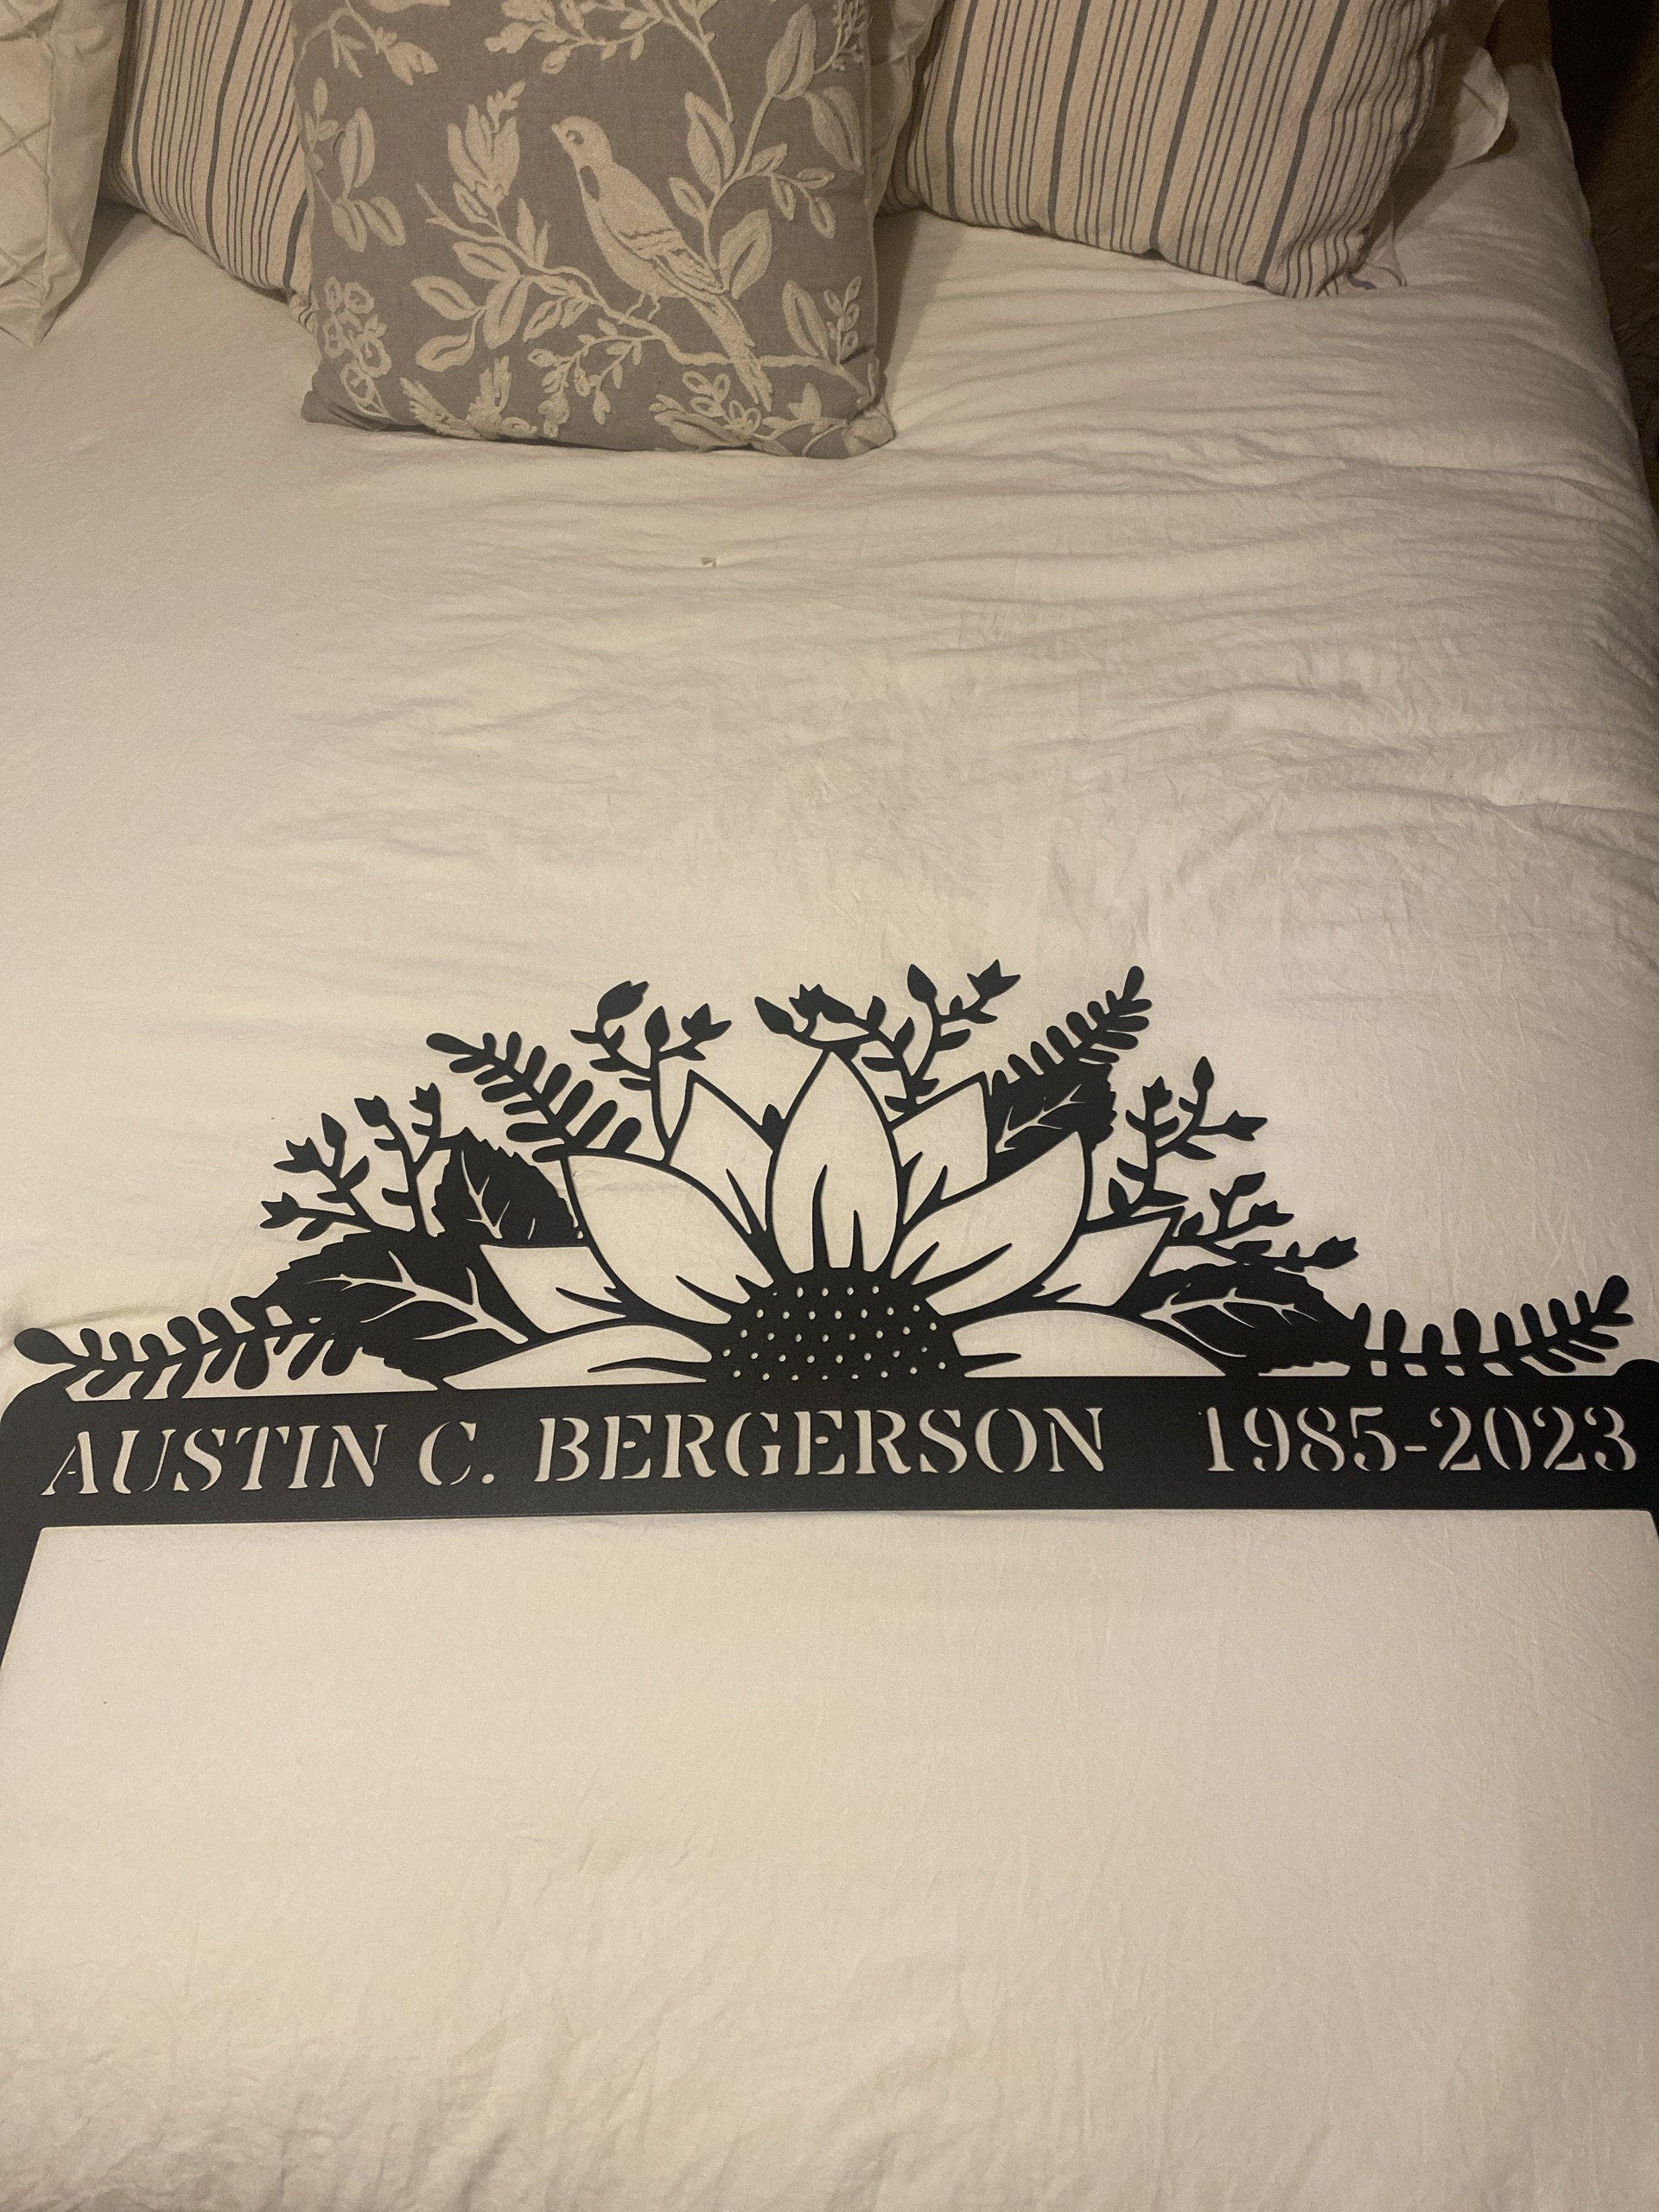 AUSTIN C. BERGERSON 1985-2023